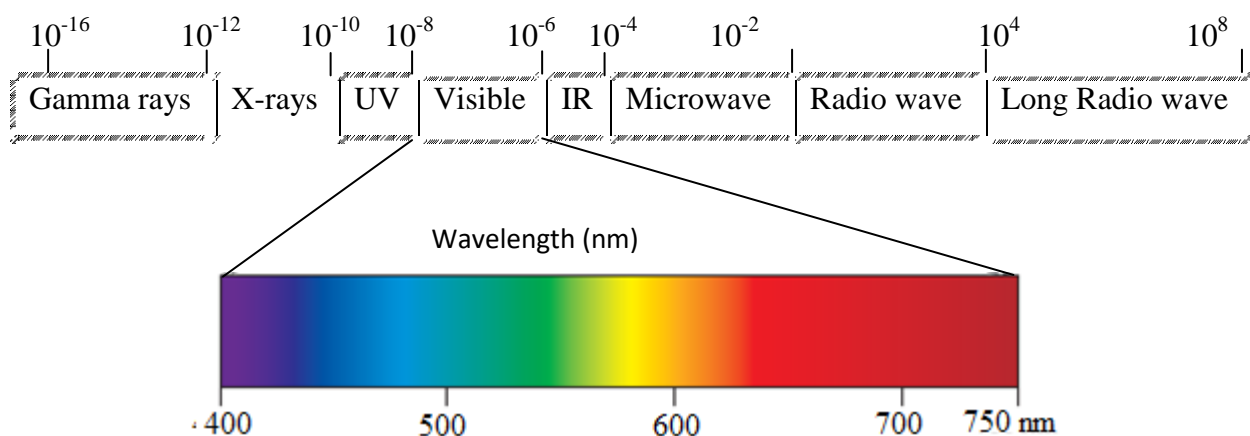 10⁻¹⁶ 10⁻¹² 10⁻¹⁰ 10⁻⁸ 10⁻⁶ 10⁻⁴ 10⁻² 10⁴ 10⁸
Gamma rays X-rays UV Visible IR Microwave Radio wave Long Radio wave
Wavelength (nm)
400 500 600 700 750 nm